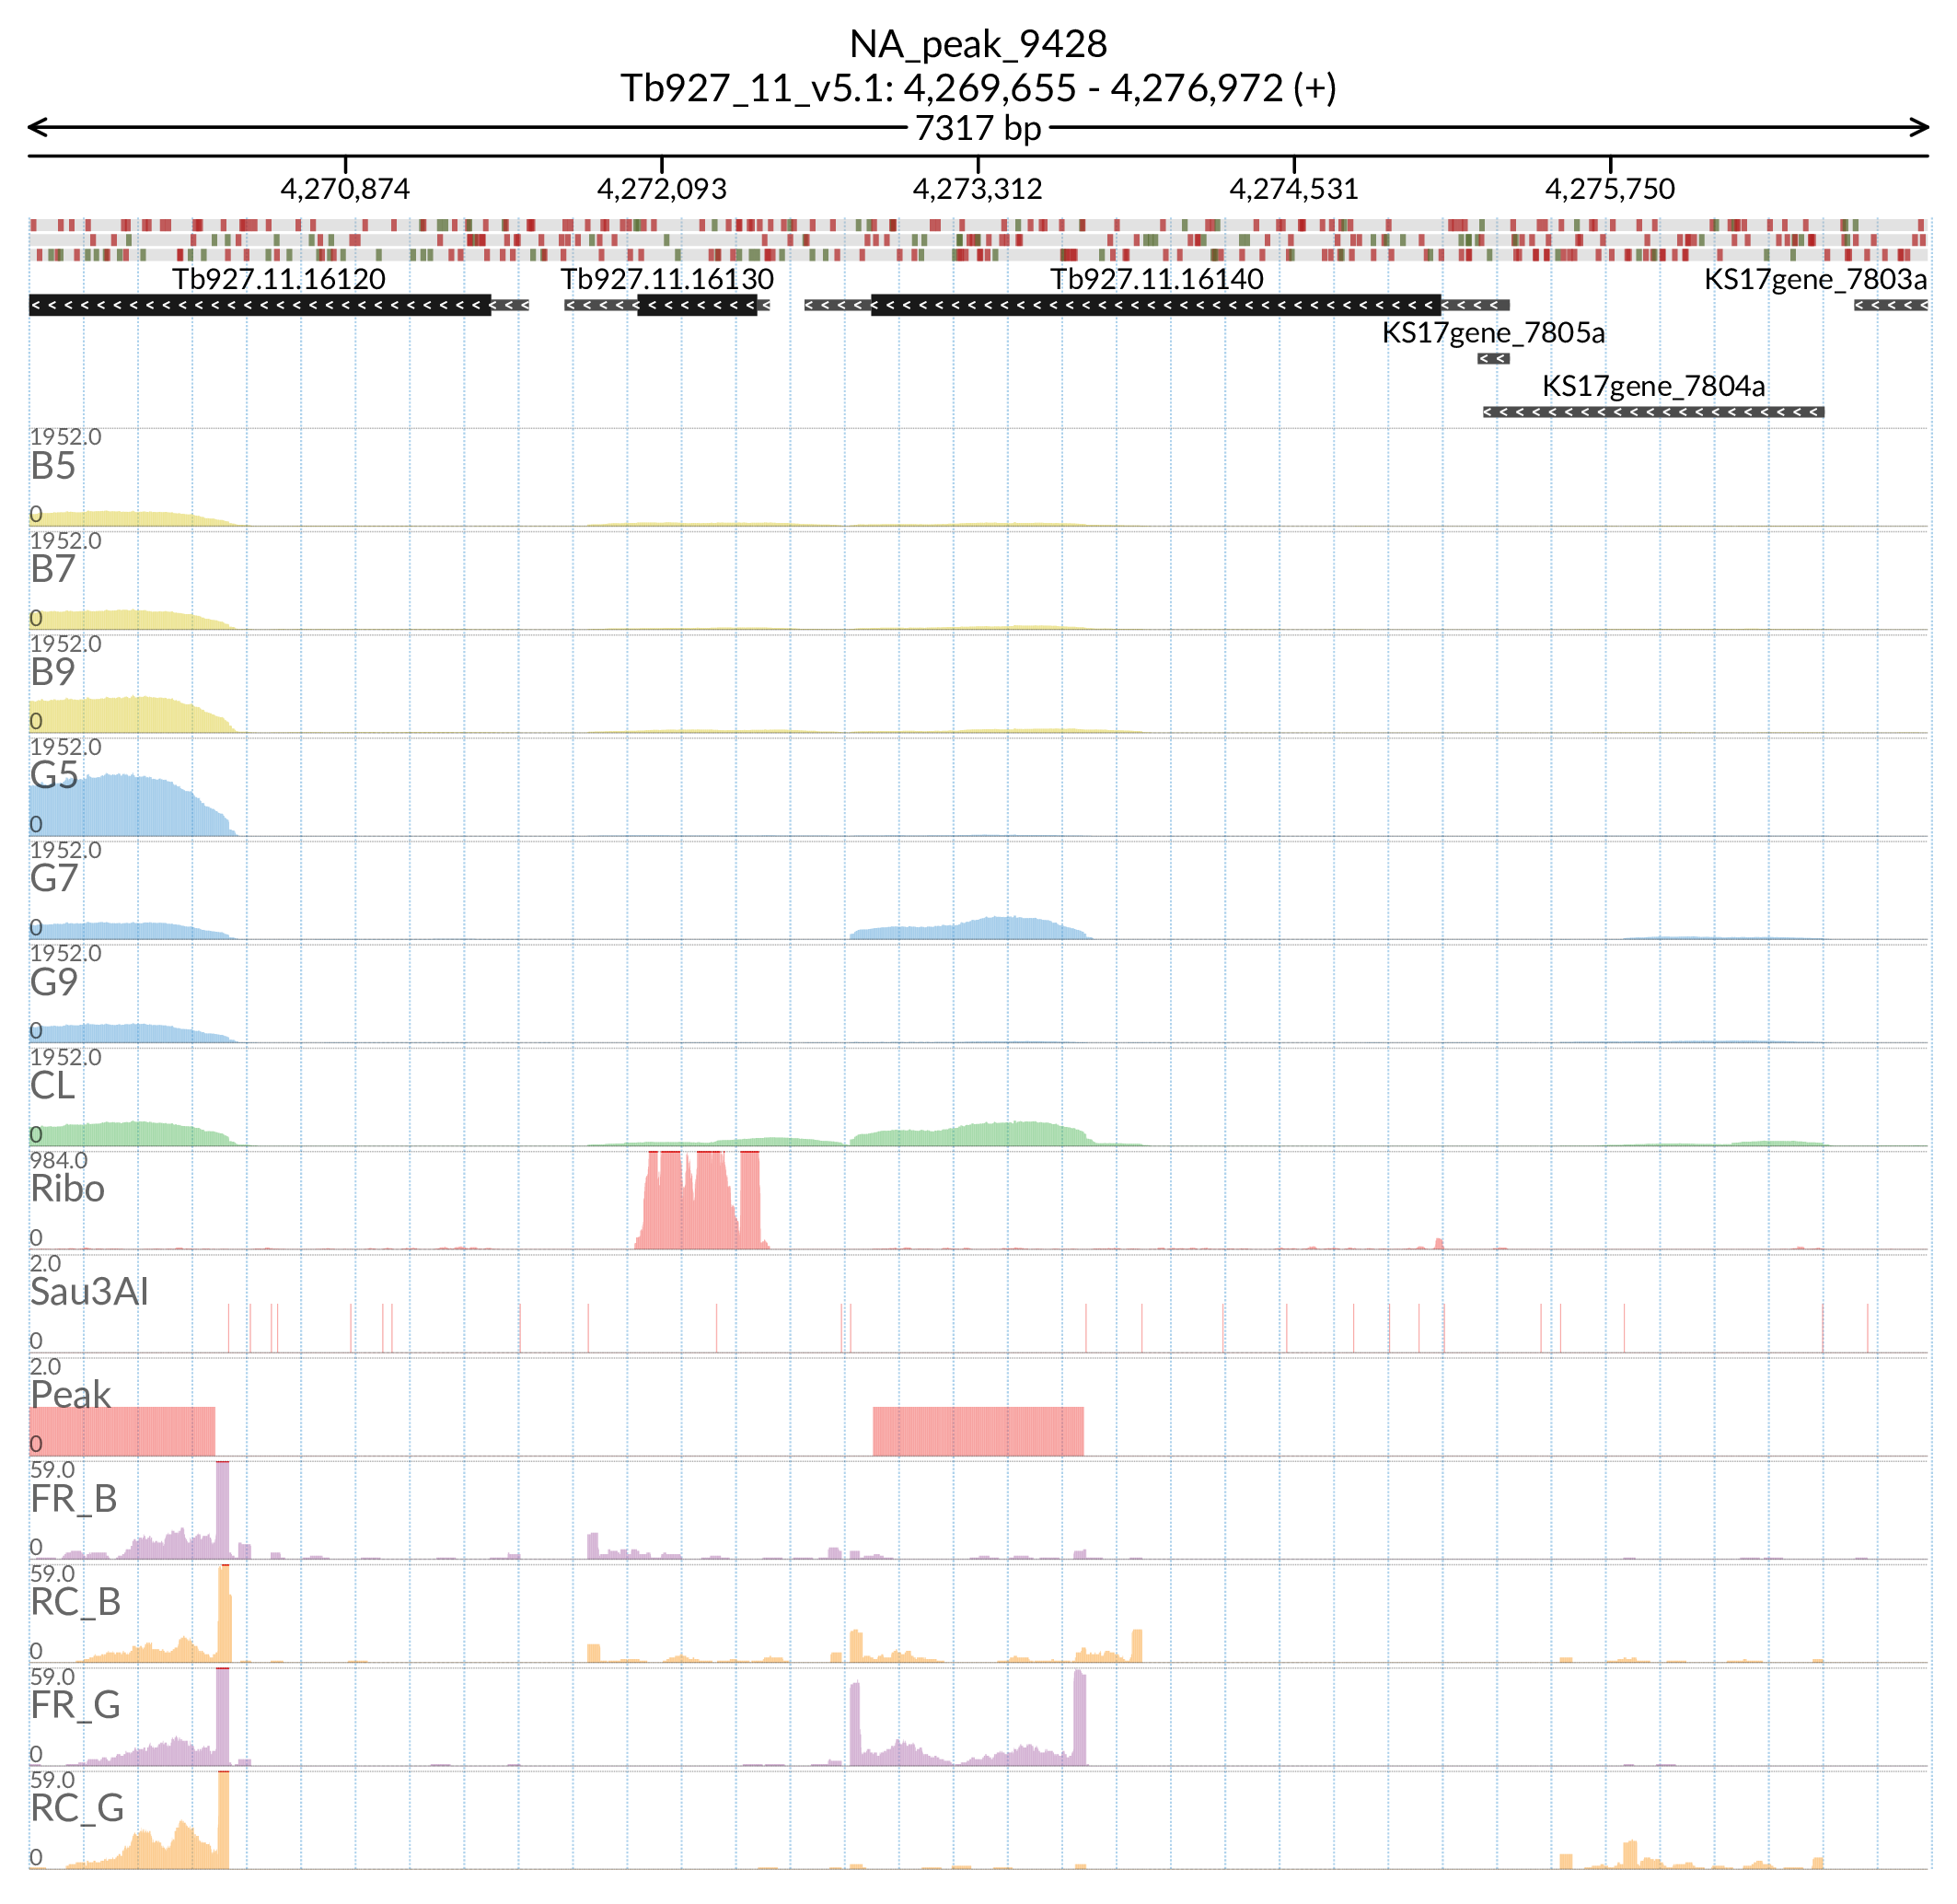 NA_peak_9428
Tb927_11_v5.1: 4,269,655 - 4,276,972 (+)
7317 bp
4,270,874 4,272,093 4,273,312 4,274,531 4,275,750
Tb927.11.16120 Tb927.11.16130 Tb927.11.16140 KS17gene_7803a
KS17gene_7805a
KS17gene_7804a
1952.0
B5
0
1952.0
B7
0
1952.0
B9
0
1952.0
G5
0
1952.0
G7
0
1952.0
G9
0
1952.0
CL
0
984.0
Ribo
0
2.0
Sau3AI
0
2.0
Peak
0
59.0
FR_B
0
59.0
RC_B
0
59.0
FR_G
0
59.0
RC_G
0